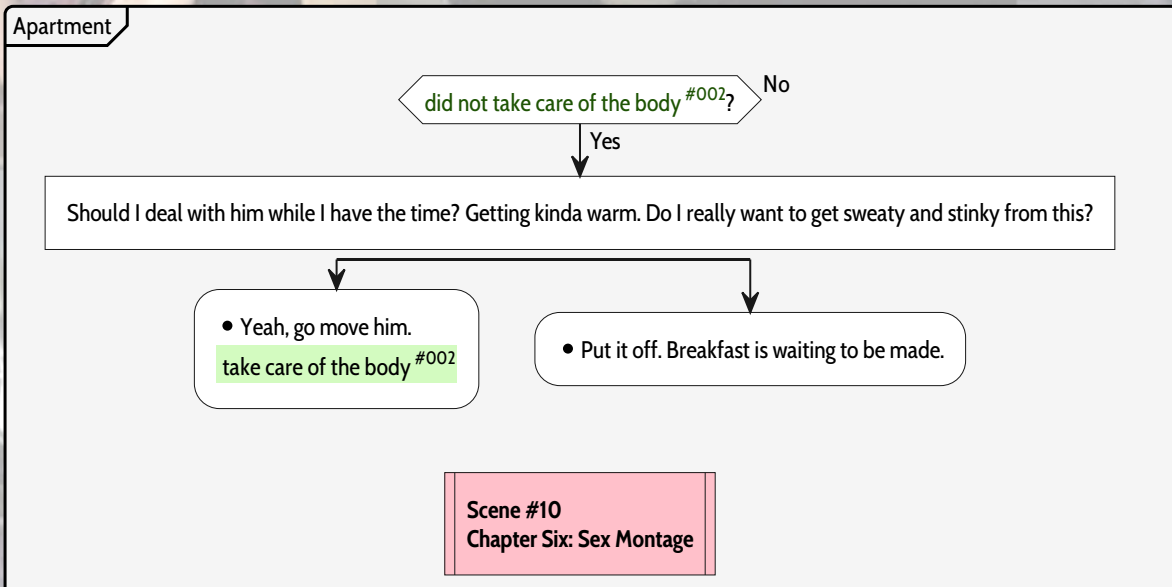 Apartment
did not take care of the body #002?
No
Yes
Should I deal with him while I have the time? Getting kinda warm. Do I really want to get sweaty and stinky from this?
• Yeah, go move him.
take care of the body #002
• Put it off. Breakfast is waiting to be made.
Scene #10
Chapter Six: Sex Montage